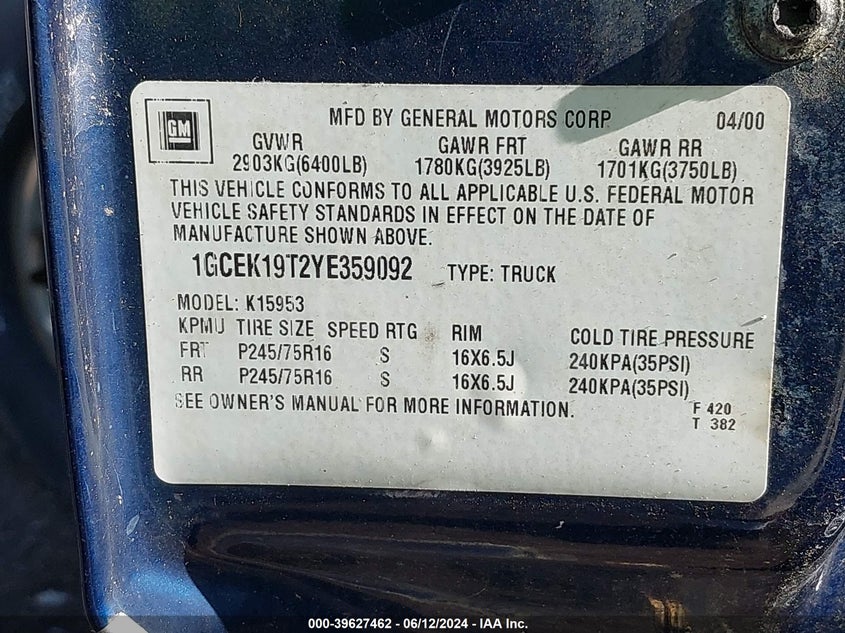 GM
MFD BY GENERAL MOTORS CORP 04/00
GVWR GAWR FRT GAWR RR
2903KG(6400LB) 1780KG(3925LB) 1701KG(3750LB)
THIS VEHICLE CONFORMS TO ALL APPLICABLE U.S. FEDERAL MOTOR
VEHICLE SAFETY STANDARDS IN EFFECT ON THE DATE OF
MANUFACTURE SHOWN ABOVE.
1GCEK19T2YE359092 TYPE: TRUCK
MODEL: K15953
KPMU TIRE SIZE SPEED RTG RIM COLD TIRE PRESSURE
FRT P245/75R16 S 16X6.5J 240KPA(35PSI)
RR P245/75R16 S 16X6.5J 240KPA(35PSI)
SEE OWNER'S MANUAL FOR MORE INFORMATION.
F 420
T 382
000-39627462 - 06/12/2024 - IAA Inc.